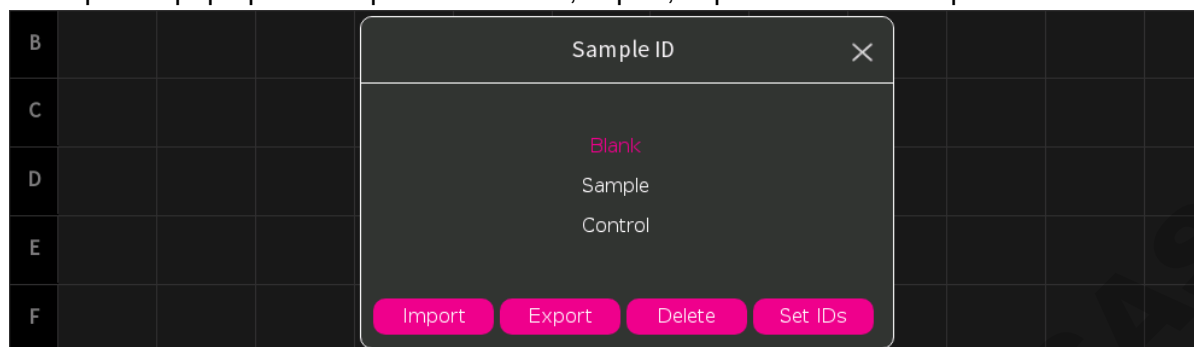 B
Sample ID
C
Blank
D
Sample
Control
E
F
Import Export Delete Set IDs